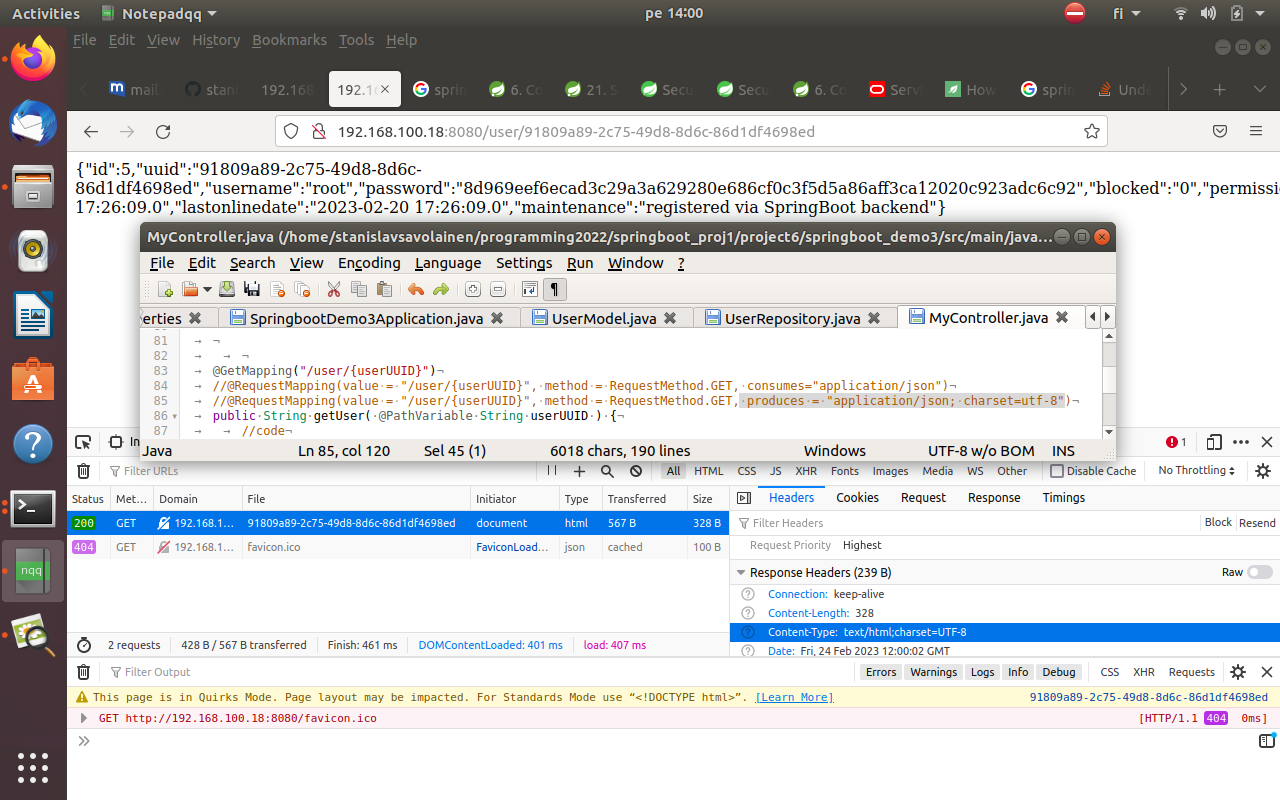 Activities Notepadqq pe 14:00 fi
File Edit View History Bookmarks Tools Help
mail stanl 192.168 192.16 sprin 6. Co 21. S Secu Secu 6. Co Servi How sprin Unde
192.168.100.18:8080/user/91809a89-2c75-49d8-8d6c-86d1df4698ed
{"id":5,"uuid":"91809a89-2c75-49d8-8d6c-
86d1df4698ed","username":"root","password":"8d969eef6ecad3c29a3a629280e686cf0c3f5d5a86aff3ca12020c923adc6c92","blocked":"0","permissi
17:26:09.0","lastonlinedate":"2023-02-20 17:26:09.0","maintenance":"registered via SpringBoot backend"}
MyController.java (/home/stanislavsavolainen/programming2022/springboot_proj1/project6/springboot_demo3/src/main/java...
File Edit Search View Encoding Language Settings Run Window ?
erties SpringbootDemo3Application.java UserModel.java UserRepository.java MyController.java
81 → ¬
82 → → ¬
83 → @GetMapping("/user/{userUUID}")¬
84 → //@RequestMapping(value·=·"/user/{userUUID}",·method·=·RequestMethod.GET,·consumes="application/json")¬
85 → //@RequestMapping(value·=·"/user/{userUUID}",·method·=·RequestMethod.GET,·produces·=·"application/json;·charset=utf-8")¬
86 → public·String·getUser(·@PathVariable·String·userUUID·)·{¬
87 → → //code¬
Java Ln 85, col 120 Sel 45 (1) 6018 chars, 190 lines Windows UTF-8 w/o BOM INS
In 1
Filter URLs All HTML CSS JS XHR Fonts Images Media WS Other Disable Cache No Throttling
Status Met... Domain File Initiator Type Transferred Size Headers Cookies Request Response Timings
200 GET 192.168.1... 91809a89-2c75-49d8-8d6c-86d1df4698ed document html 567 B 328 B Filter Headers Block Resend
404 GET 192.168.1... favicon.ico FaviconLoad... json cached 100 B Request Priority Highest
Response Headers (239 B) Raw
Connection: keep-alive
Content-Length: 328
Content-Type: text/html;charset=UTF-8
2 requests 428 B / 567 B transferred Finish: 461 ms DOMContentLoaded: 401 ms load: 407 ms Date: Fri, 24 Feb 2023 12:00:02 GMT
Filter Output Errors Warnings Logs Info Debug CSS XHR Requests
This page is in Quirks Mode. Page layout may be impacted. For Standards Mode use “<!DOCTYPE html>”. [Learn More] 91809a89-2c75-49d8-8d6c-86d1df4698ed
GET http://192.168.100.18:8080/favicon.ico [HTTP/1.1 404 0ms]
nqq